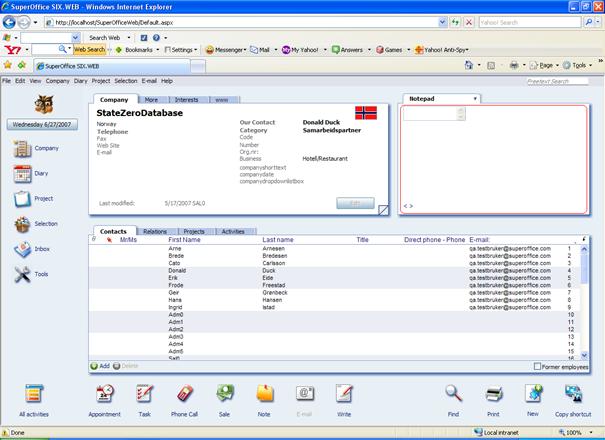 SuperOffice SIX.WEB - Windows Internet Explorer
http://localhost/SuperOfficeWeb/Default.aspx
Yahoo! Search
Search Web
Web Search
Bookmarks
Settings
Messenger
Mail
My Yahoo!
Answers
Games
Yahoo! Anti-Spy
SuperOffice SIX.WEB
Page
Tools
File Edit View Company Diary Project Selection E-mail Help
Freetext Search
Company More Interests www
Notepad
StateZeroDatabase
Norway
Telephone
Fax
Web Site
E-mail
Our Contact Donald Duck
Category Samarbeidspartner
Code
Number
Org.nr:
Business Hotel/Restaurant
companyshorttext
companydate
companydropdownlistbox
Last modified: 5/17/2007 SAL0
Edit
< >
Wednesday 6/27/2007
Company
Diary
Project
Selection
Inbox
Tools
Contacts Relations Projects Activities
Mr/Ms First Name Last name Title Direct phone - Phone E-mail:
Arne Arnesen qa.testbruker@superoffice.com 1
Brede Bredesen qa.testbruker@superoffice.com 2
Cato Carlsson qa.testbruker@superoffice.com 3
Donald Duck qa.testbruker@superoffice.com 4
Erik Eide qa.testbruker@superoffice.com 5
Frode Freestad qa.testbruker@superoffice.com 6
Geir Grønbeck qa.testbruker@superoffice.com 7
Hans Hansen qa.testbruker@superoffice.com 8
Ingrid Istad qa.testbruker@superoffice.com 9
Adm0 10
Adm1 11
Adm2 12
Adm3 13
Adm4 14
Adm5 15
Sal0 16
Add Delete
Former employees
All activities
Appointment
Task
Phone Call
Sale
Note
E-mail
Write
Find
Print
New
Copy shortcut
Done
Local intranet
100%